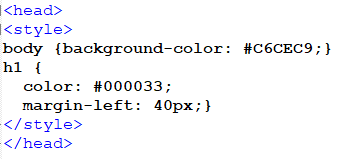 <head>
<style>
body {background-color: #C6CEC9;}
h1 {
  color: #000033;
  margin-left: 40px;}
</style>
</head>